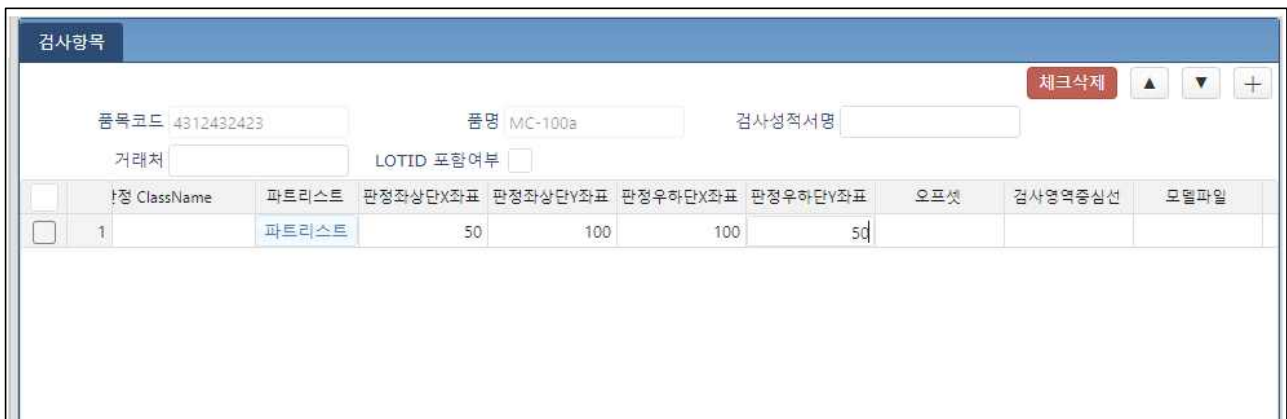 검사항목
체크삭제 ▲ ▼ +
품목코드 4312432423 품명 MC-100a 검사성적서명
거래처 LOTID 포함여부
판정 ClassName 파트리스트 판정좌상단X좌표 판정좌상단Y좌표 판정우하단X좌표 판정우하단Y좌표 오프셋 검사영역중심선 모델파일
1 파트리스트 50 100 100 50